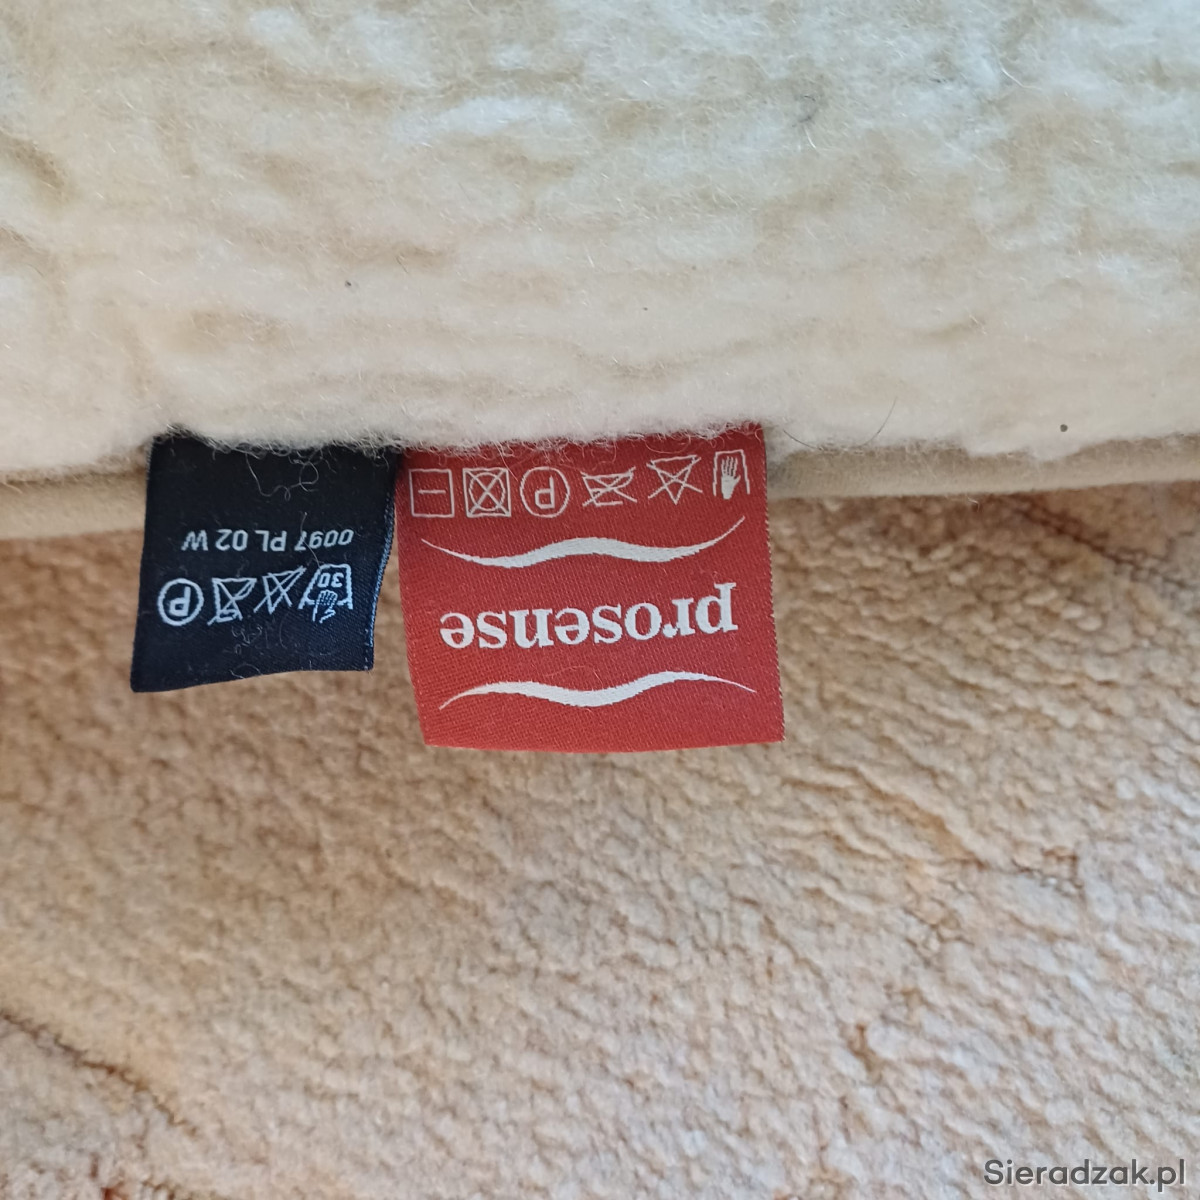 prosense
P
30
P
0097 PL 02 W
Sieradzak.pl